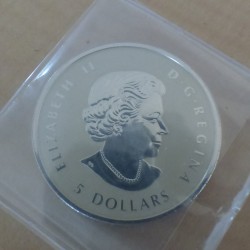 ELIZABETH II
D·G·REGINA
5 DOLLARS